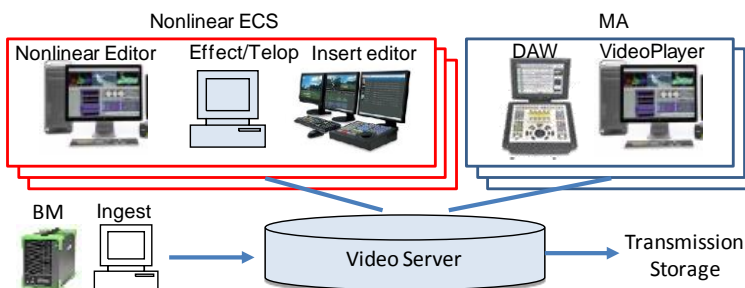 Nonlinear ECS
MA
Nonlinear Editor
Effect/Telop
Insert editor
DAW
VideoPlayer
BM
Ingest
Video Server
Transmission
Storage